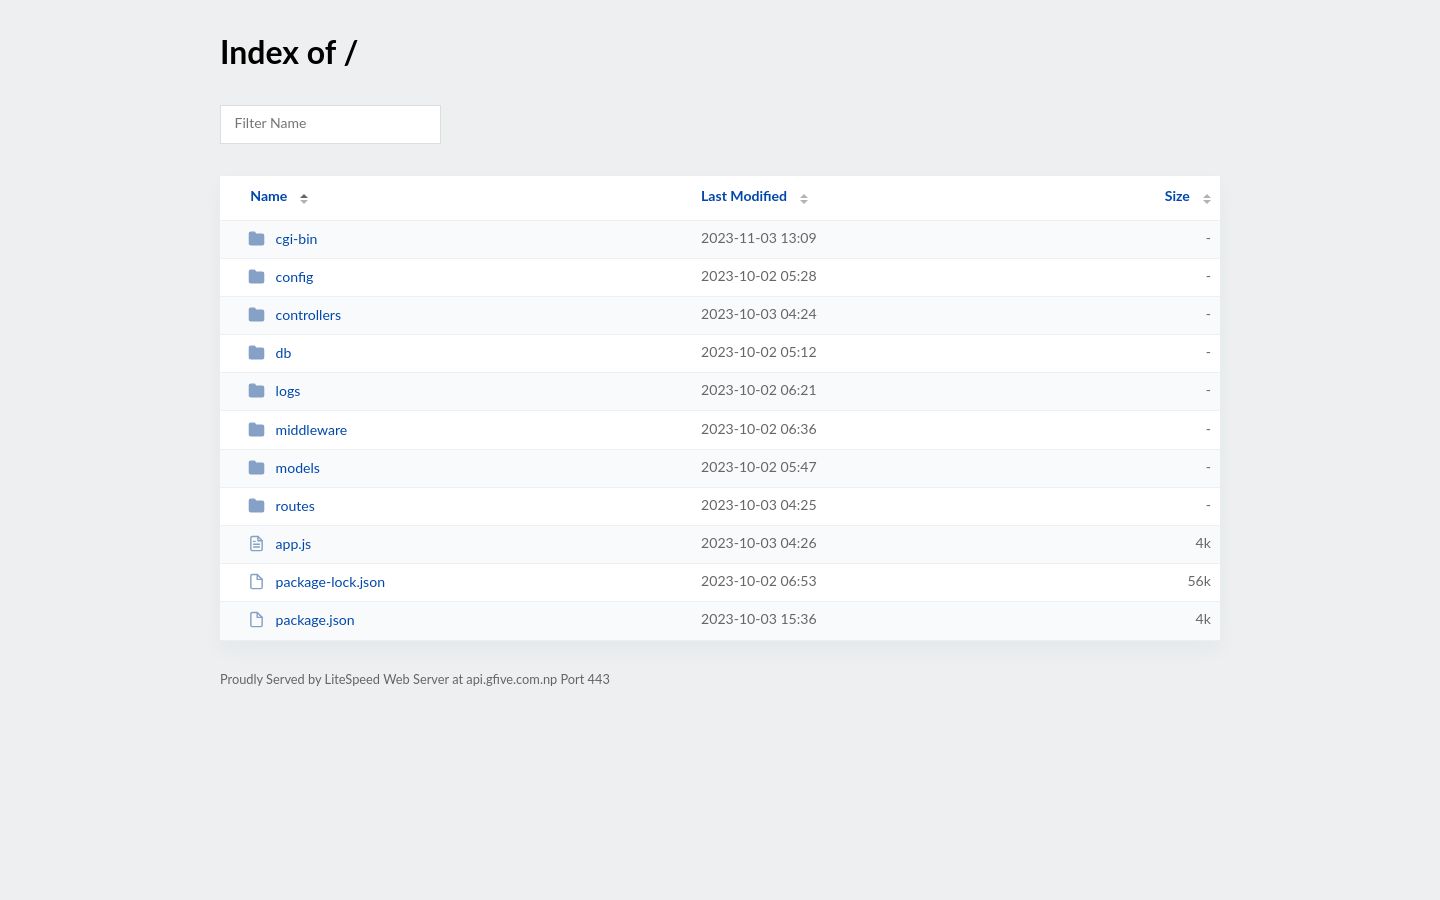 Index of /
Filter Name
Name Last Modified Size
cgi-bin 2023-11-03 13:09 -
config 2023-10-02 05:28 -
controllers 2023-10-03 04:24 -
db 2023-10-02 05:12 -
logs 2023-10-02 06:21 -
middleware 2023-10-02 06:36 -
models 2023-10-02 05:47 -
routes 2023-10-03 04:25 -
app.js 2023-10-03 04:26 4k
package-lock.json 2023-10-02 06:53 56k
package.json 2023-10-03 15:36 4k
Proudly Served by LiteSpeed Web Server at api.gfive.com.np Port 443